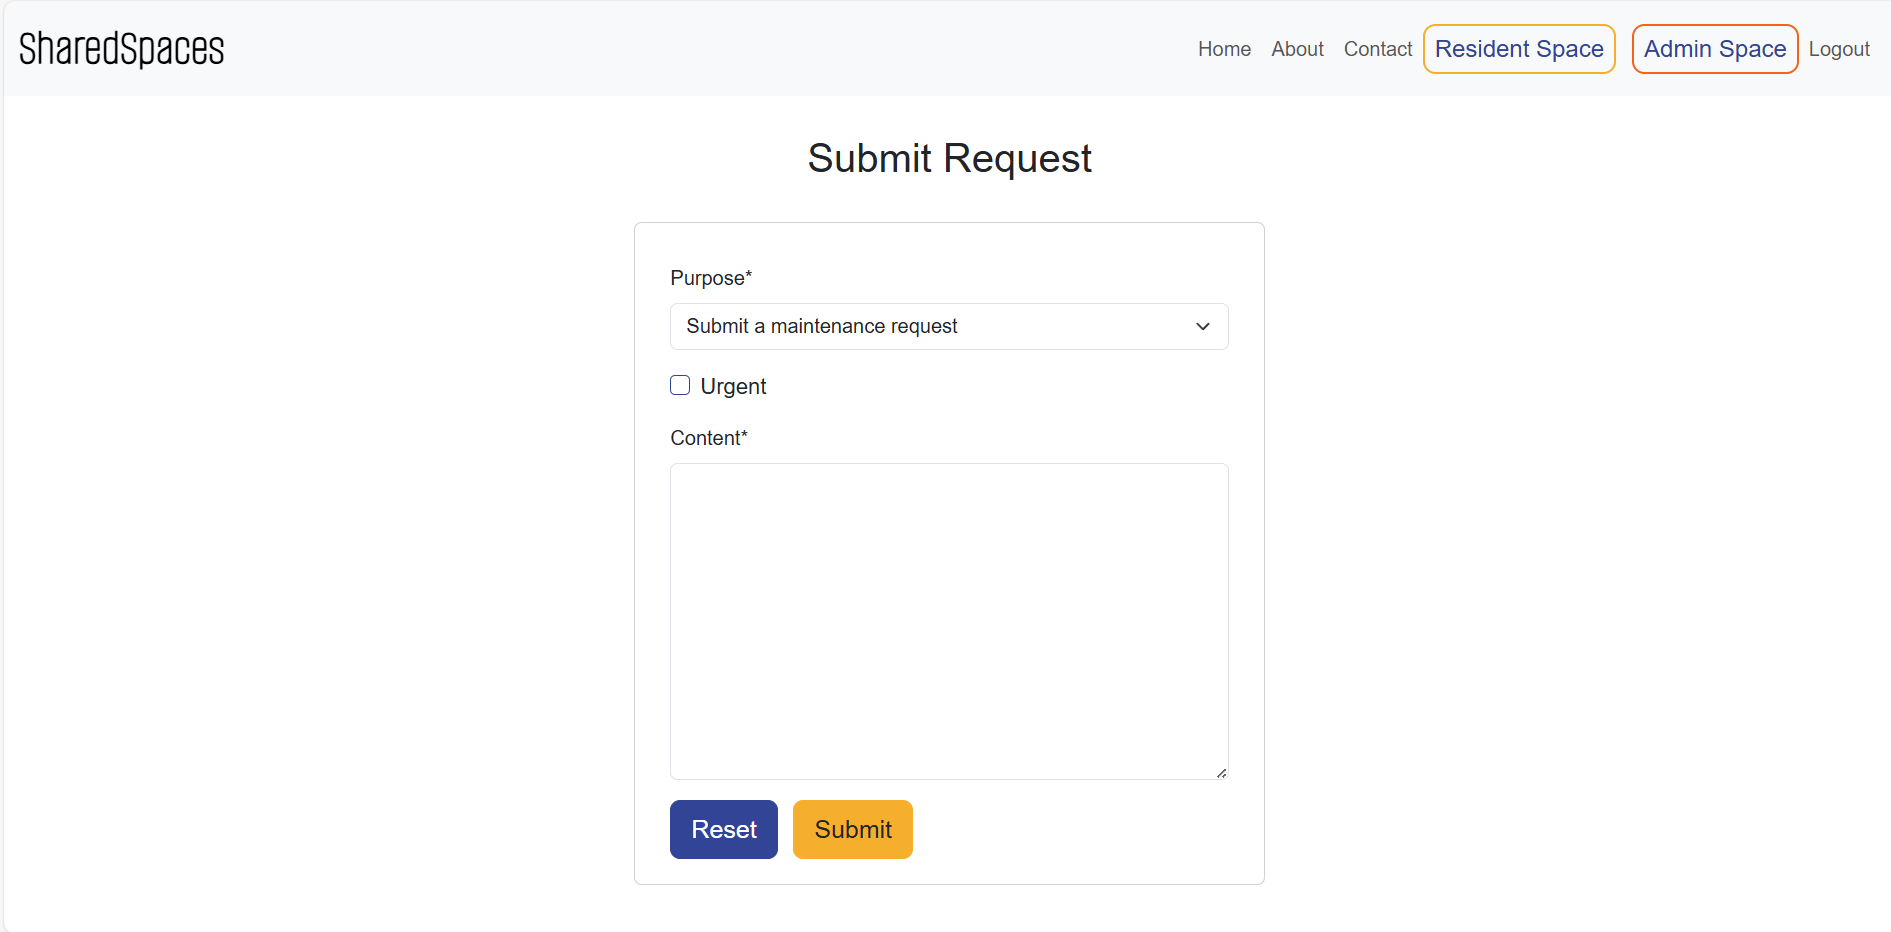 SharedSpaces
Home About Contact Resident Space Admin Space Logout
Submit Request
Purpose*
Submit a maintenance request
Urgent
Content*
Reset Submit